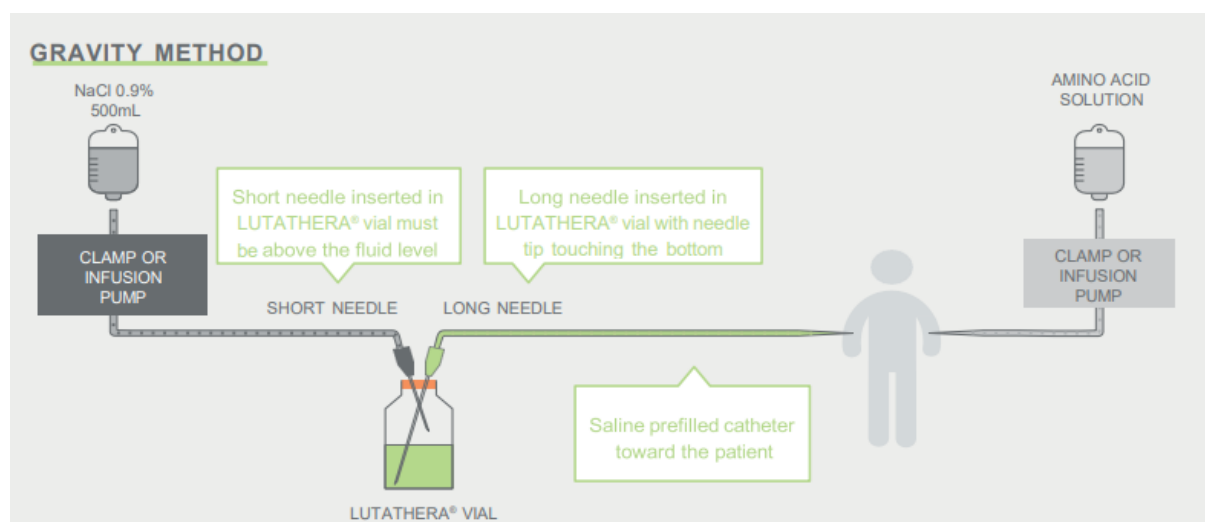 GRAVITY METHOD
NaCl 0.9%
500mL
AMINO ACID
SOLUTION
Short needle inserted in
LUTATHERA® vial must
be above the fluid level
Long needle inserted in
LUTATHERA® vial with needle
tip touching the bottom
CLAMP OR
INFUSION
PUMP
CLAMP OR
INFUSION
PUMP
SHORT NEEDLE
LONG NEEDLE
Saline prefilled catheter
toward the patient
LUTATHERA® VIAL